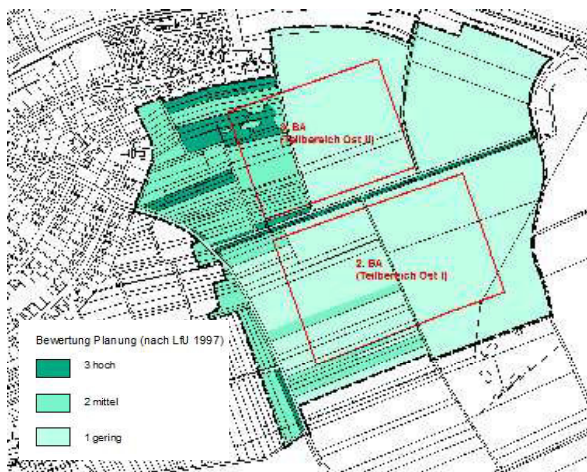 3. BA
(Teilbereich Ost II)
2. BA
(Teilbereich Ost I)
Bewertung Planung (nach LfU 1997)
3 hoch
2 mittel
1 gering